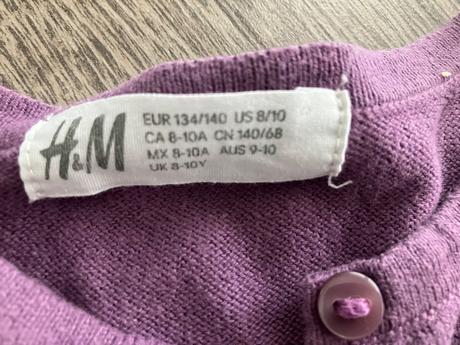 H&M
EUR 134/140 US 8/10
CA 8-10A CN 140/68
MX 8-10A AUS 9-10
UK 8-10Y